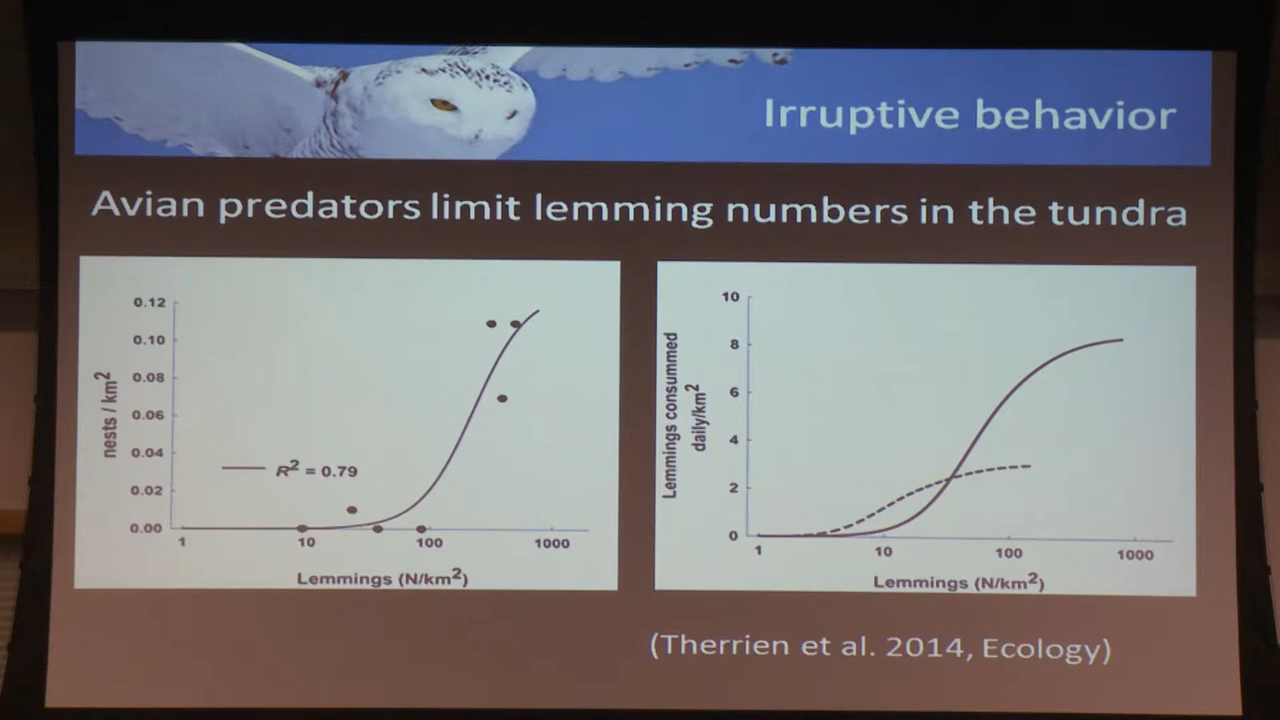 Irruptive behavior
Avian predators limit lemming numbers in the tundra
0.12
0.10
0.08
0.06
0.04
0.02
0.00
nests / km²
R² = 0.79
1 10 100 1000
Lemmings (N/km²)
10
8
6
4
2
0
Lemmings consummed
daily/km²
1 10 100 1000
Lemmings (N/km²)
(Therrien et al. 2014, Ecology)